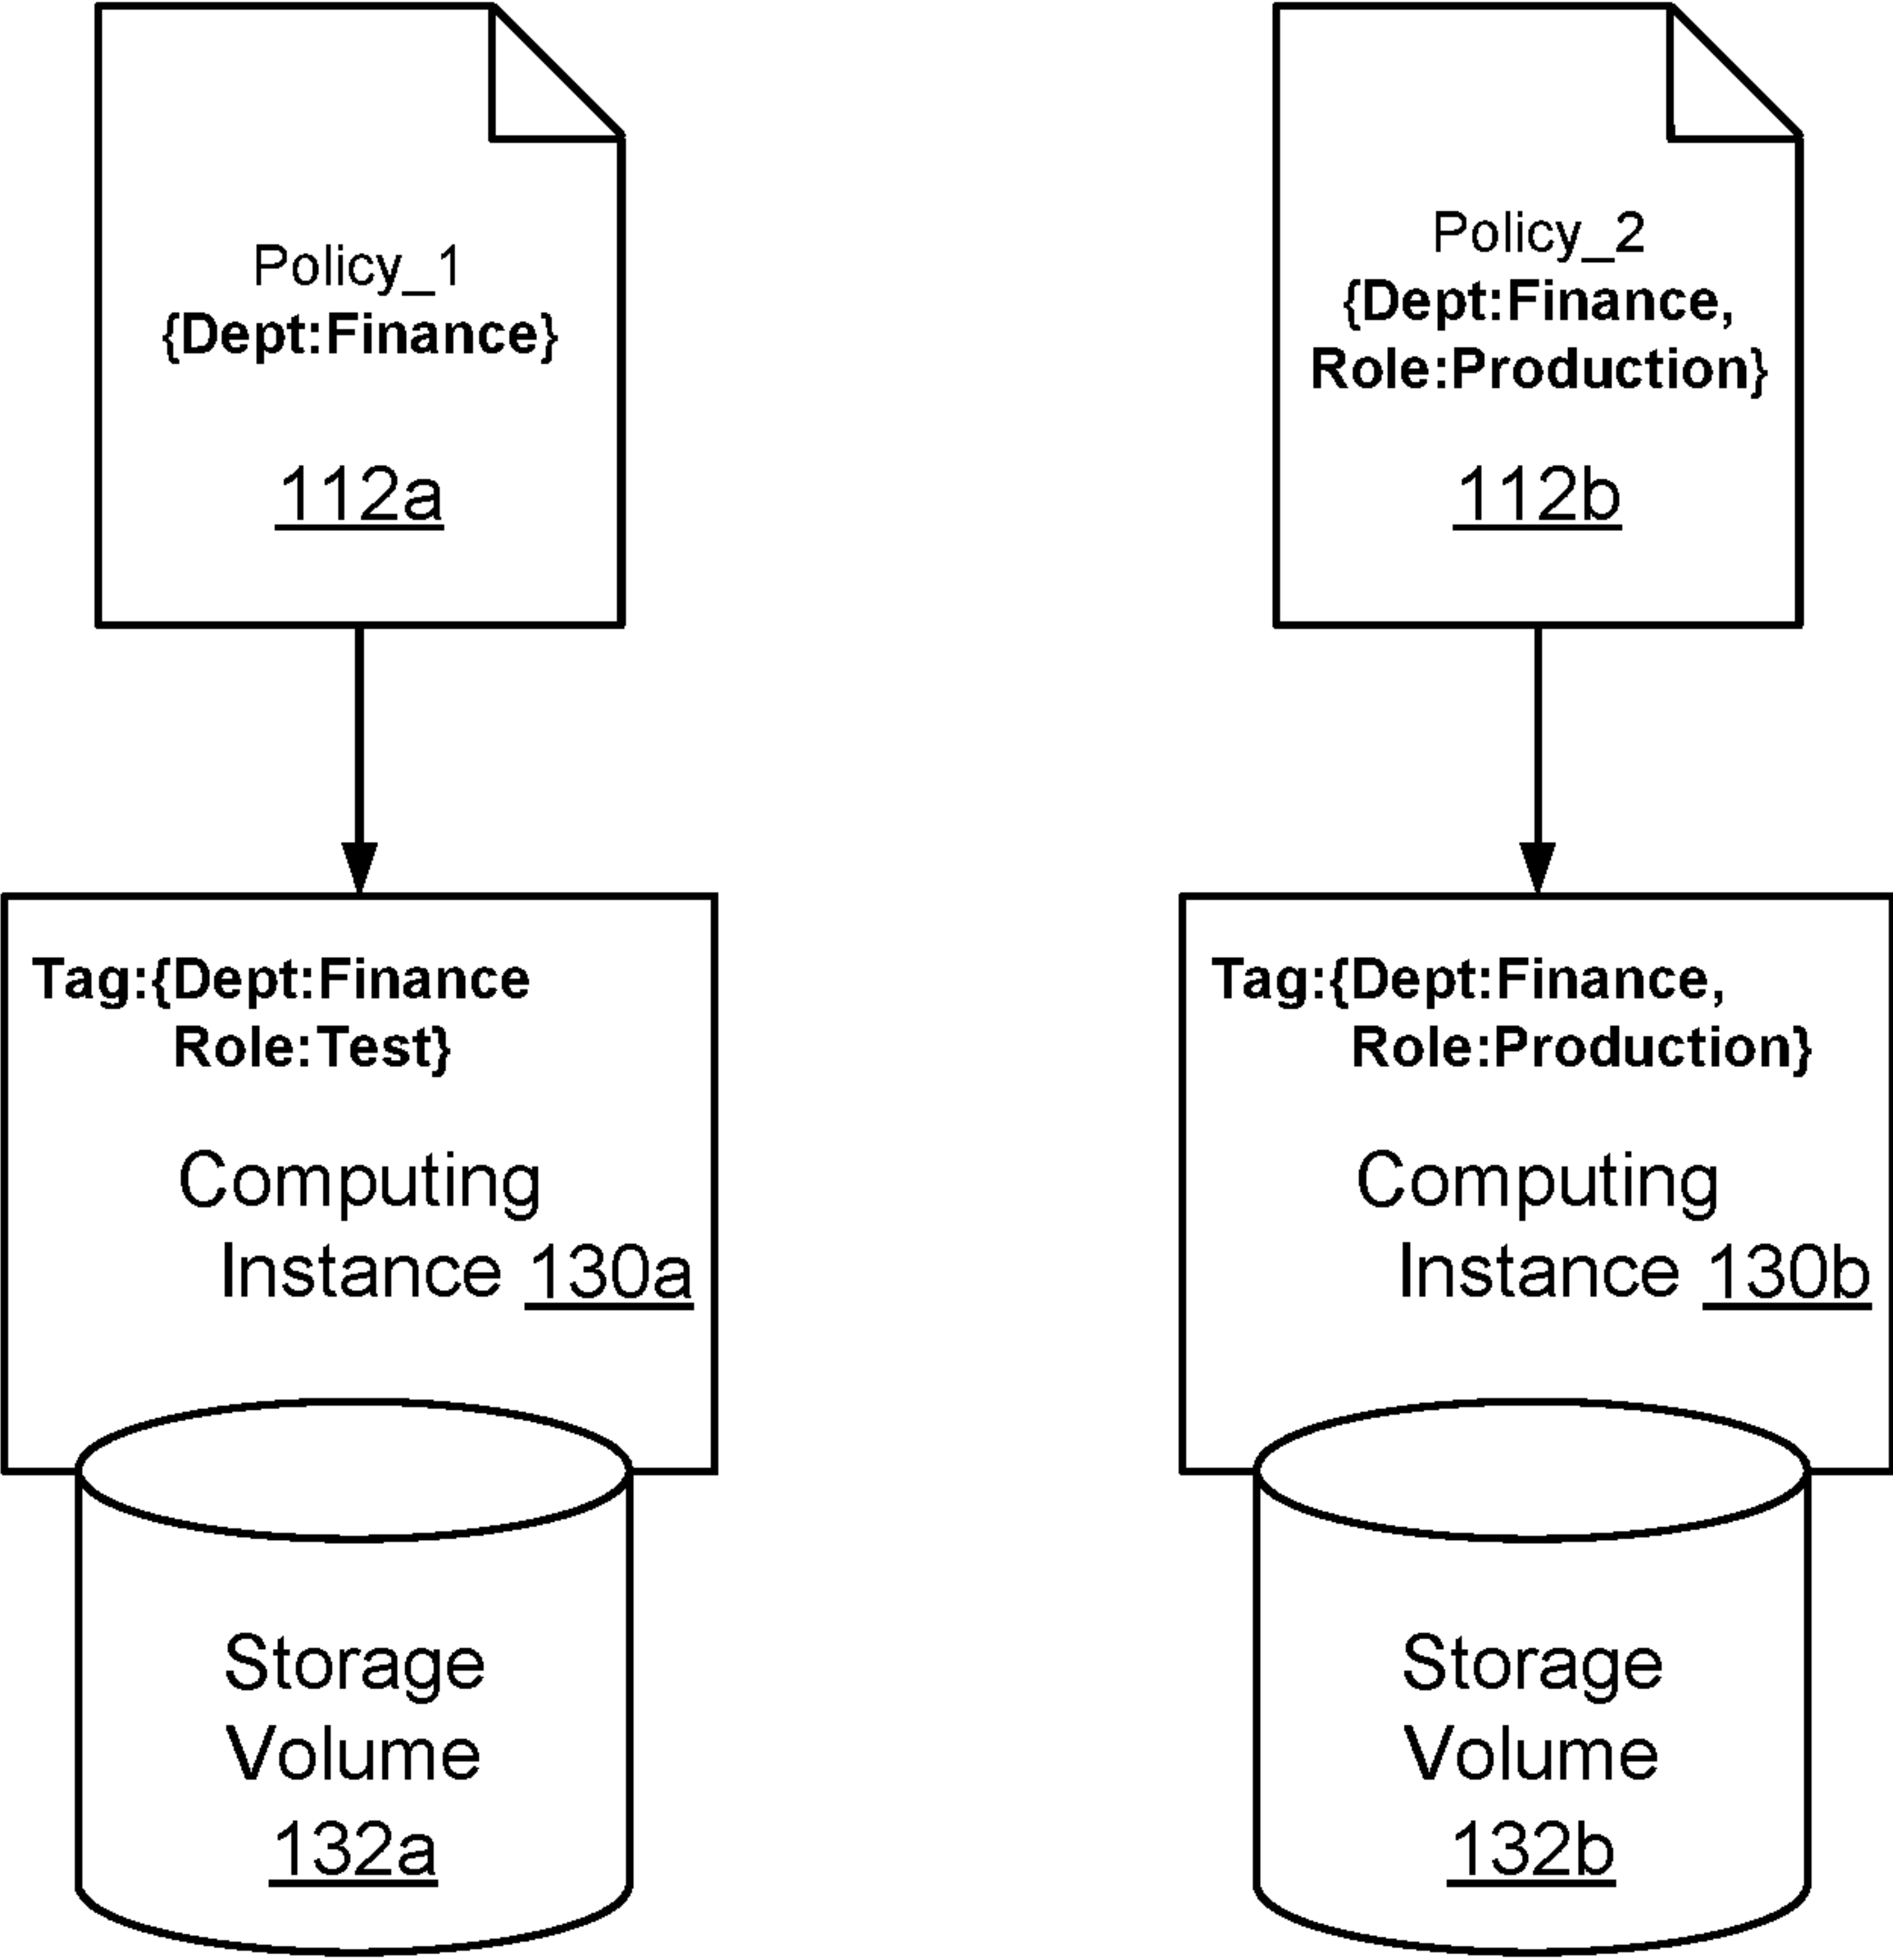 Policy_1
{Dept:Finance}
112a
Policy_2
{Dept:Finance,
Role:Production}
112b
Tag:{Dept:Finance
Role:Test}
Computing
Instance 130a
Tag:{Dept:Finance,
Role:Production}
Computing
Instance 130b
Storage
Volume
132a
Storage
Volume
132b